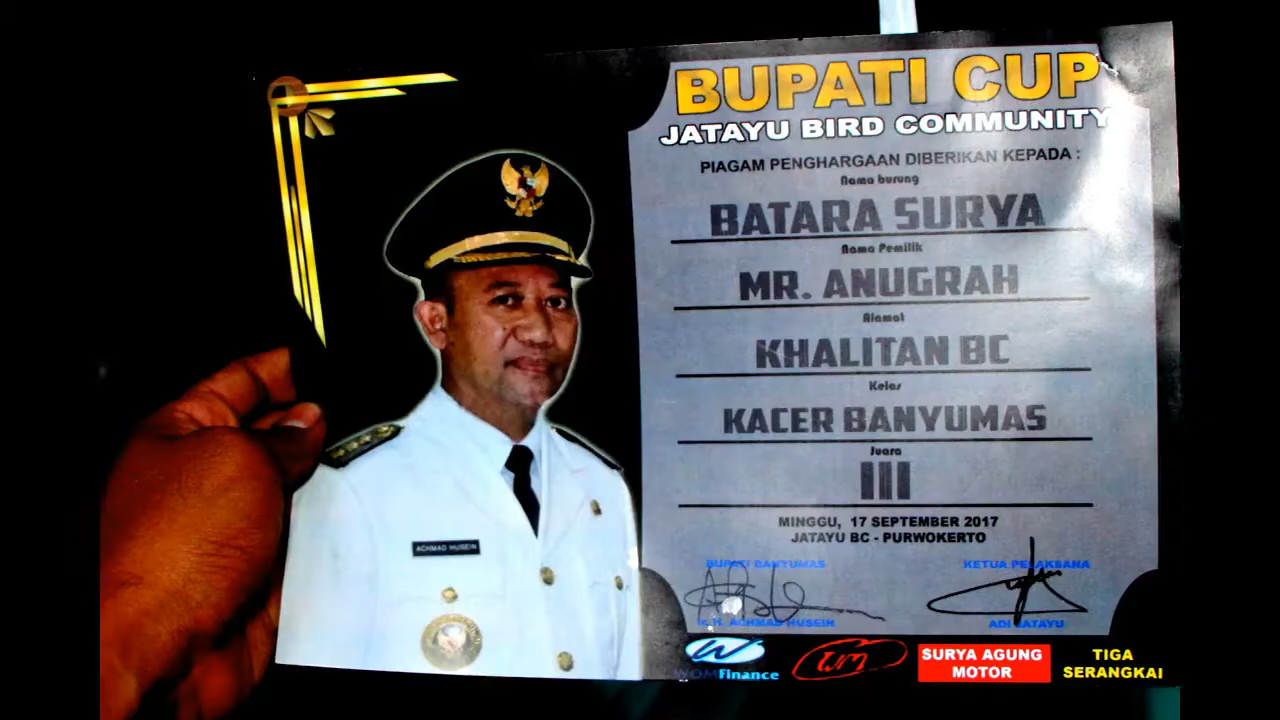 BUPATI CUP
JATAYU BIRD COMMUNITY
PIAGAM PENGHARGAAN DIBERIKAN KEPADA :
Nama burung
BATARA SURYA
Nama Pemilik
MR. ANUGRAH
Alamat
KHALITAN BC
Kelas
KACER BANYUMAS
Juara
III
MINGGU, 17 SEPTEMBER 2017
JATAYU BC - PURWOKERTO
BUPATI BANYUMAS
KETUA PELAKSANA
H. ACHMAD HUSEIN
ADI JATAYU
ACHMAD HUSEIN
WOMFinance
WM
SURYA AGUNG
MOTOR
TIGA
SERANGKAI